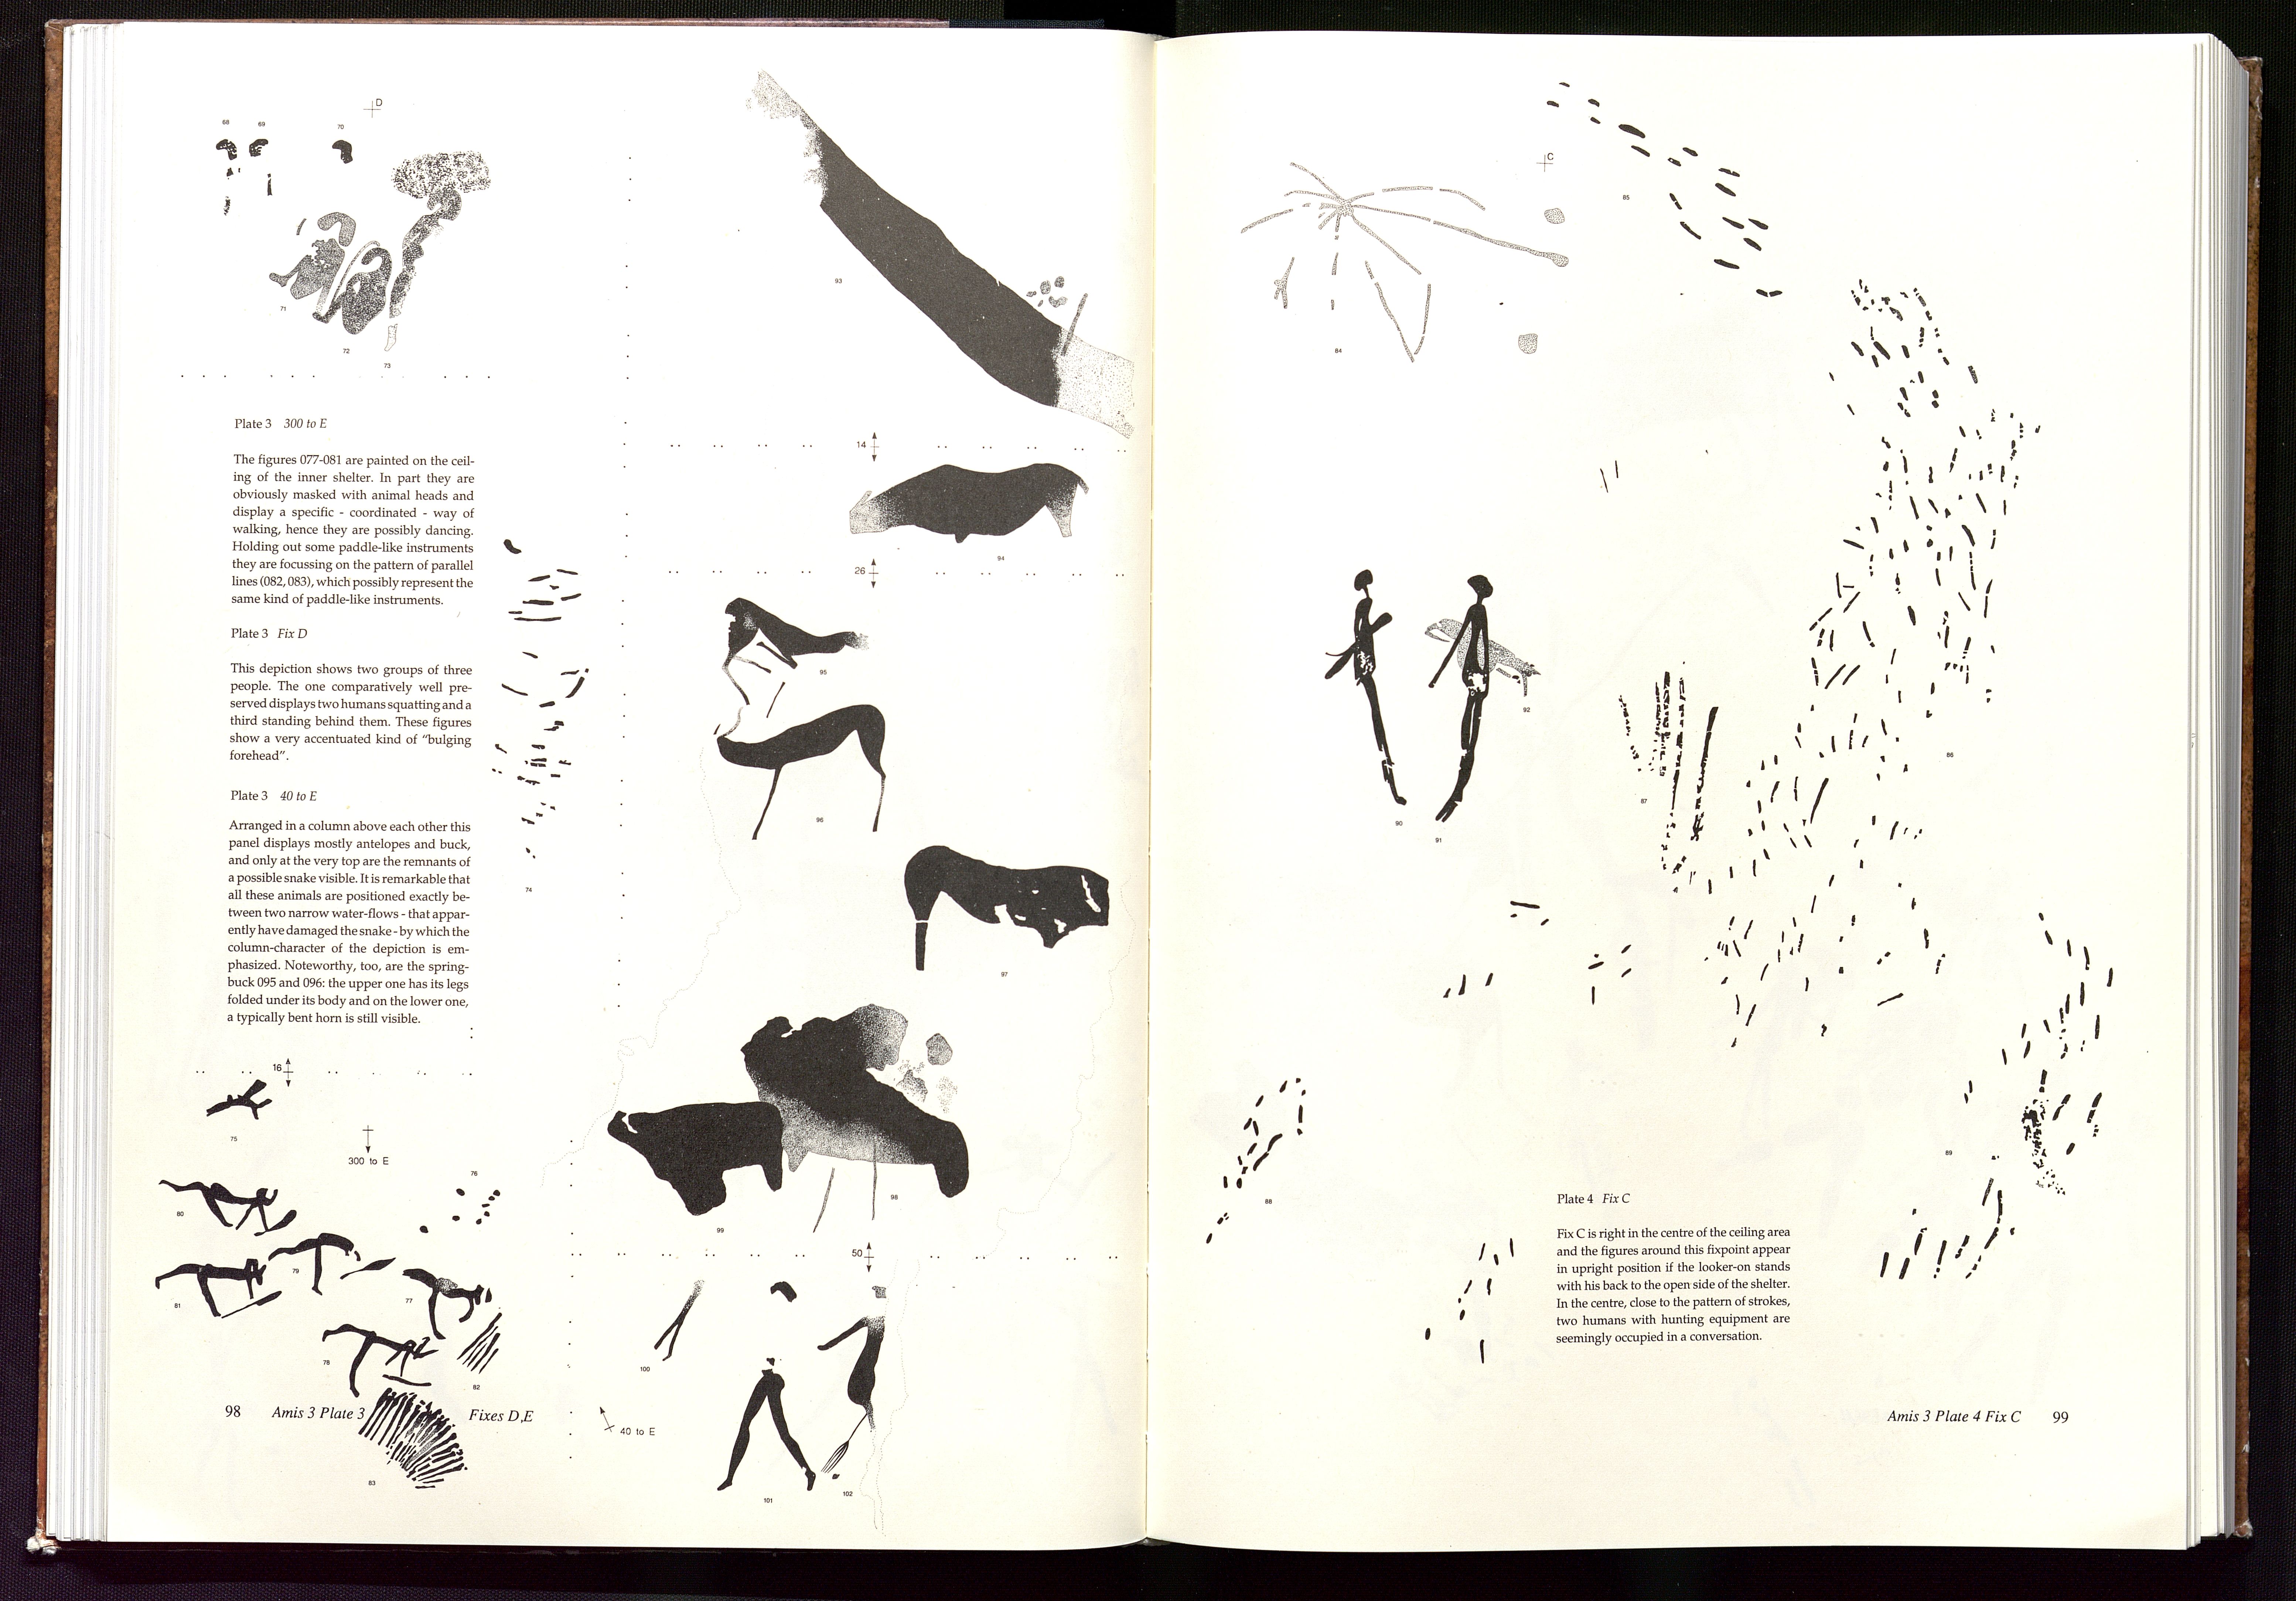 D
68
69
70
71
72
73
Plate 3 300 to E
The figures 077-081 are painted on the ceil-
ing of the inner shelter. In part they are
obviously masked with animal heads and
display a specific - coordinated - way of
walking, hence they are possibly dancing.
Holding out some paddle-like instruments
they are focussing on the pattern of parallel
lines (082, 083), which possibly represent the
same kind of paddle-like instruments.
Plate 3 Fix D
This depiction shows two groups of three
people. The one comparatively well pre-
served displays two humans squatting and a
third standing behind them. These figures
show a very accentuated kind of “bulging
forehead”.
Plate 3 40 to E
Arranged in a column above each other this
panel displays mostly antelopes and buck,
and only at the very top are the remnants of
a possible snake visible. It is remarkable that
all these animals are positioned exactly be-
tween two narrow water-flows - that appar-
ently have damaged the snake - by which the
column-character of the depiction is em-
phasized. Noteworthy, too, are the spring-
buck 095 and 096: the upper one has its legs
folded under its body and on the lower one,
a typically bent horn is still visible.
74
16
75
300 to E
76
80
79
81
77
78
82
83
98 Amis 3 Plate 3 Fixes D,E
93
14
94
26
95
96
97
98
99
50
100
40 to E
101
102
C
84
85
86
87
90
91
92
88
89
Plate 4 Fix C
Fix C is right in the centre of the ceiling area
and the figures around this fixpoint appear
in upright position if the looker-on stands
with his back to the open side of the shelter.
In the centre, close to the pattern of strokes,
two humans with hunting equipment are
seemingly occupied in a conversation.
Amis 3 Plate 4 Fix C 99